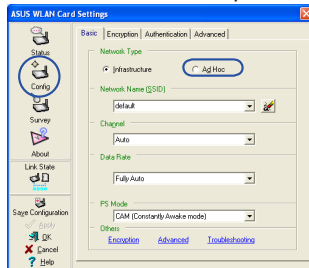 ASUS WLAN Card Settings
Status
Config
Survey
About
Link State
Save Configuration
Apply
OK
Cancel
Help
Basic Encryption Authentication Advanced
Network Type
Infrastructure Ad Hoc
Network Name (SSID)
default
Channel
Auto
Data Rate
Fully Auto
PS Mode
CAM (Constantly Awake mode)
Others
Encryption Advanced Troubleshooting